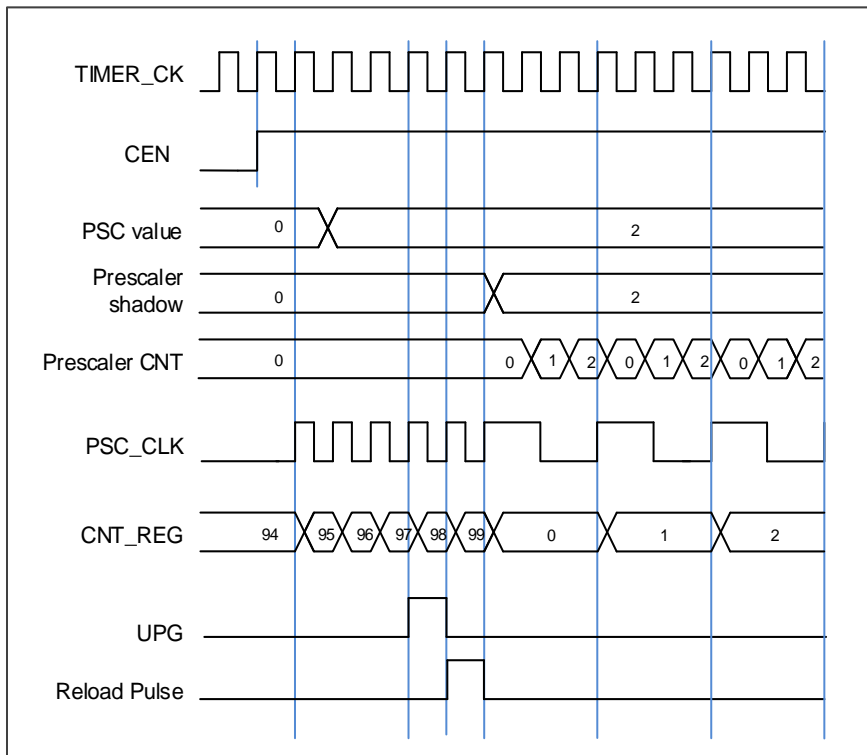 TIMER_CK
CEN
PSC value 0 2
Prescaler
shadow 0 2
Prescaler CNT 0 0 1 2 0 1 2 0 1 2
PSC_CLK
CNT_REG 94 95 96 97 98 99 0 1 2
UPG
Reload Pulse